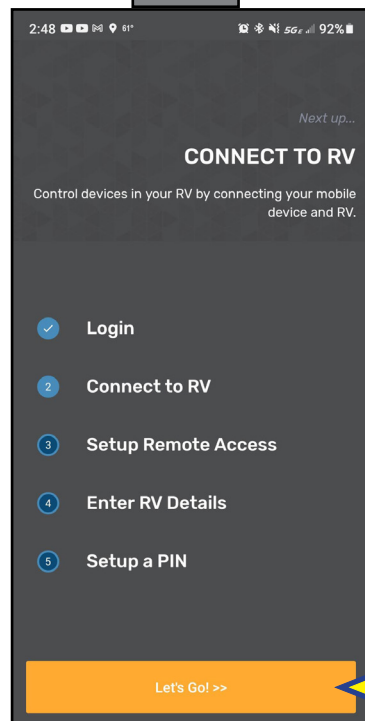 2:48 61° 5GE 92%
Next up...
CONNECT TO RV
Control devices in your RV by connecting your mobile
device and RV.
Login
2 Connect to RV
3 Setup Remote Access
4 Enter RV Details
5 Setup a PIN
Let's Go! >>